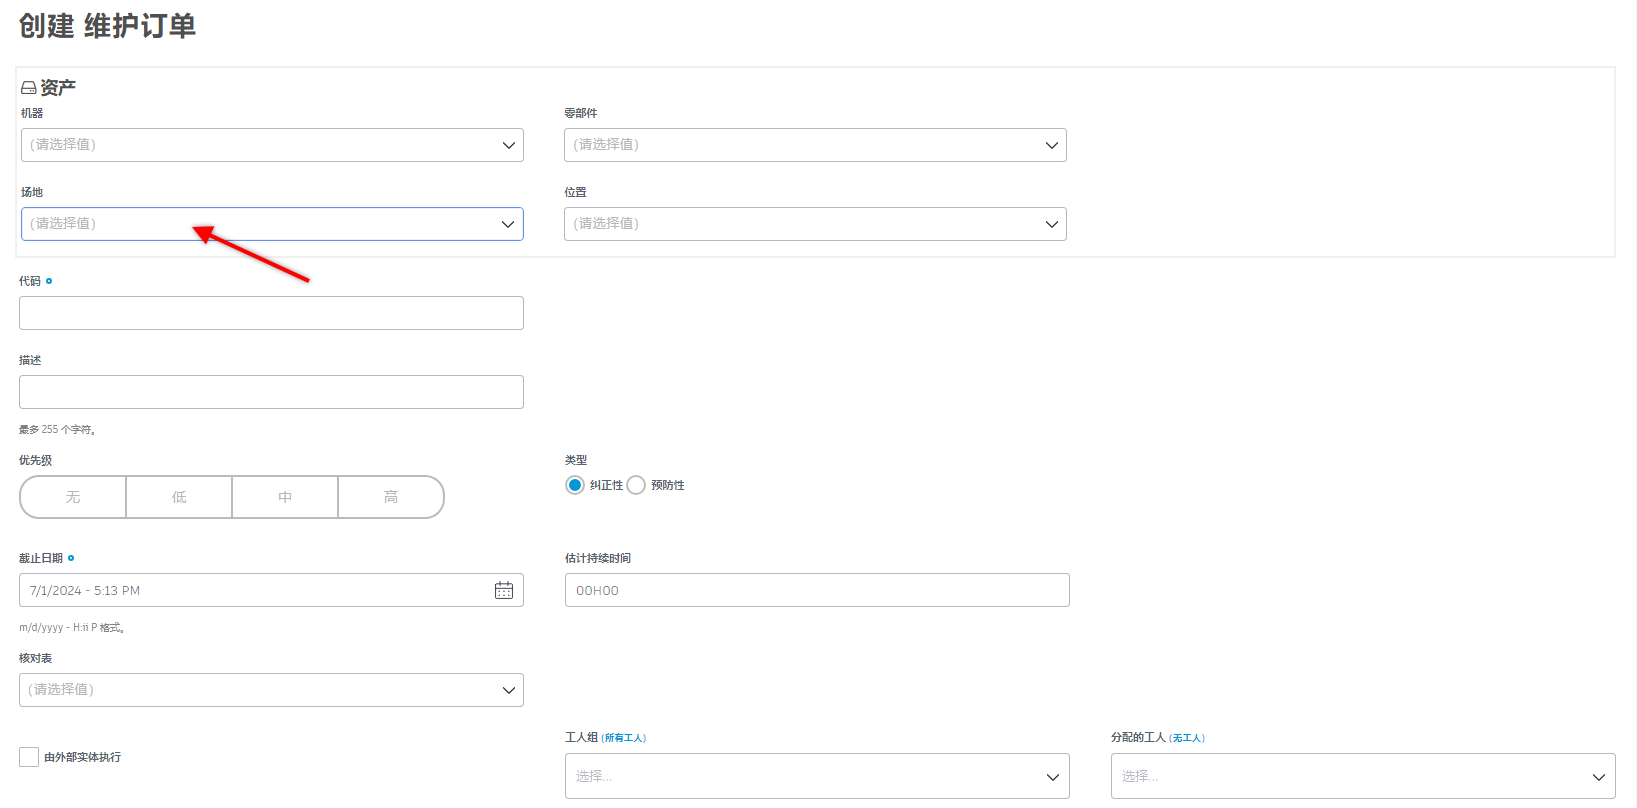 创建 维护订单
资产
机器
零部件
(请选择值)
(请选择值)
场地
位置
(请选择值)
(请选择值)
代码
描述
最多 255 个字符。
优先级
类型
无 低 中 高
纠正性 预防性
截止日期
估计持续时间
7/1/2024 - 5:13 PM
00H00
m/d/yyyy - H:ii P 格式。
核对表
(请选择值)
工人组 (所有工人)
分配的工人 (无工人)
由外部实体执行
选择...
选择...